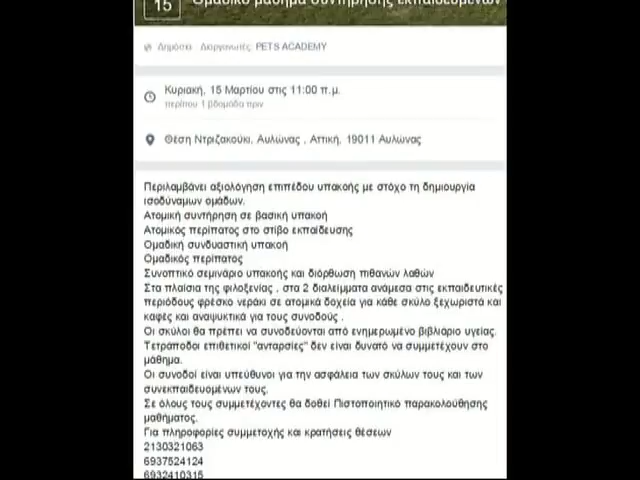 15 Ομαδικό μάθημα συντήρησης εκπαιδευμένων
Δημόσια · Διοργανωτές: PETS ACADEMY
Κυριακή, 15 Μαρτίου στις 11:00 π.μ.
περίπου 1 βδομάδα πριν
Θέση Ντριζακούκι, Αυλώνας , Αττική, 19011 Αυλώνας
Περιλαμβάνει αξιολόγηση επιπέδου υπακοής με στόχο τη δημιουργία
ισοδύναμων ομάδων.
Ατομική συντήρηση σε βασική υπακοή
Ατομικός περίπατος στο στίβο εκπαίδευσης
Ομαδική συνδυαστική υπακοή
Ομαδικός περίπατος
Συνοπτικό σεμινάριο υπακοής και διόρθωση πιθανών λαθών
Στα πλαίσια της φιλοξενίας , στα 2 διαλείμματα ανάμεσα στις εκπαιδευτικές
περιόδους φρέσκο νεράκι σε ατομικά δοχεία για κάθε σκύλο ξεχωριστά και
καφές και αναψυκτικά για τους συνοδούς .
Οι σκύλοι θα πρέπει να συνοδεύονται από ενημερωμένο βιβλιάριο υγείας.
Τετράποδοι επιθετικοί "αντάρσιες" δεν είναι δυνατό να συμμετέχουν στο
μάθημα.
Οι συνοδοί είναι υπεύθυνοι για την ασφάλεια των σκύλων τους και των
συνεκπαιδευομένων τους.
Σε όλους τους συμμετέχοντες θα δοθεί Πιστοποιητικό παρακολούθησης
μαθήματος.
Για πληροφορίες συμμετοχής και κρατήσεις θέσεων
2130321063
6937524124
6932410315